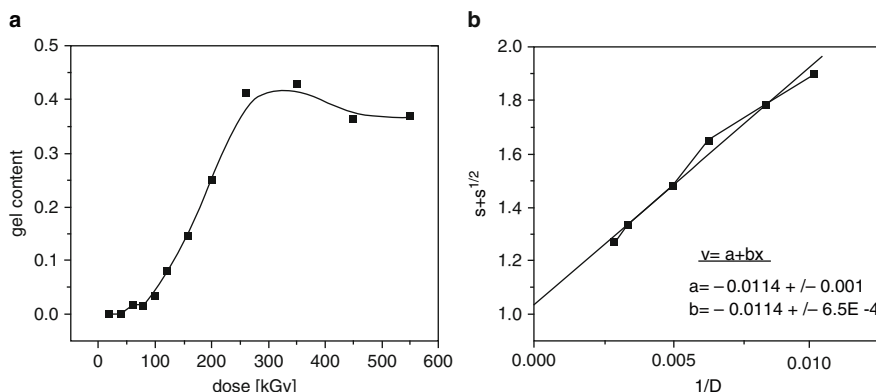 a
0.5
0.4
0.3
0.2
0.1
0.0
gel content
0 100 200 300 400 500 600
dose [kGy]
b
2.0
1.8
1.6
1.4
1.2
1.0
s+s1/2
v= a+bx
a= – 0.0114 + /– 0.001
b= – 0.0114 + /– 6.5E -4
0.000 0.005 0.010
1/D